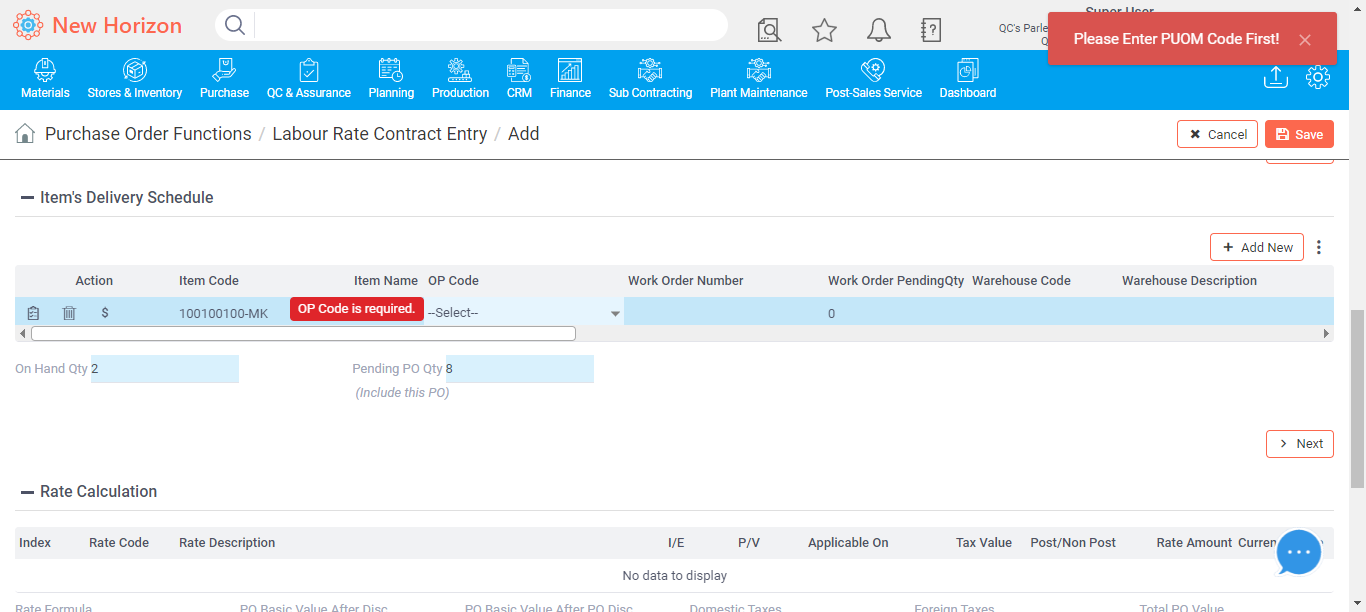 New Horizon
Super User
QC's Parle
Q
Please Enter PUOM Code First!
Materials
Stores & Inventory
Purchase
QC & Assurance
Planning
Production
CRM
Finance
Sub Contracting
Plant Maintenance
Post-Sales Service
Dashboard
Purchase Order Functions / Labour Rate Contract Entry / Add
Cancel
Save
Item's Delivery Schedule
+ Add New
Action Item Code Item Name OP Code Work Order Number Work Order PendingQty Warehouse Code Warehouse Description
$ 100100100-MK OP Code is required. --Select-- 0
On Hand Qty 2 Pending PO Qty 8
(Include this PO)
Next
Rate Calculation
Index Rate Code Rate Description I/E P/V Applicable On Tax Value Post/Non Post Rate Amount Curren
No data to display
Rate Formula PO Basic Value After Disc PO Basic Value After PO Disc Domestic Taxes Foreign Taxes Total PO Value